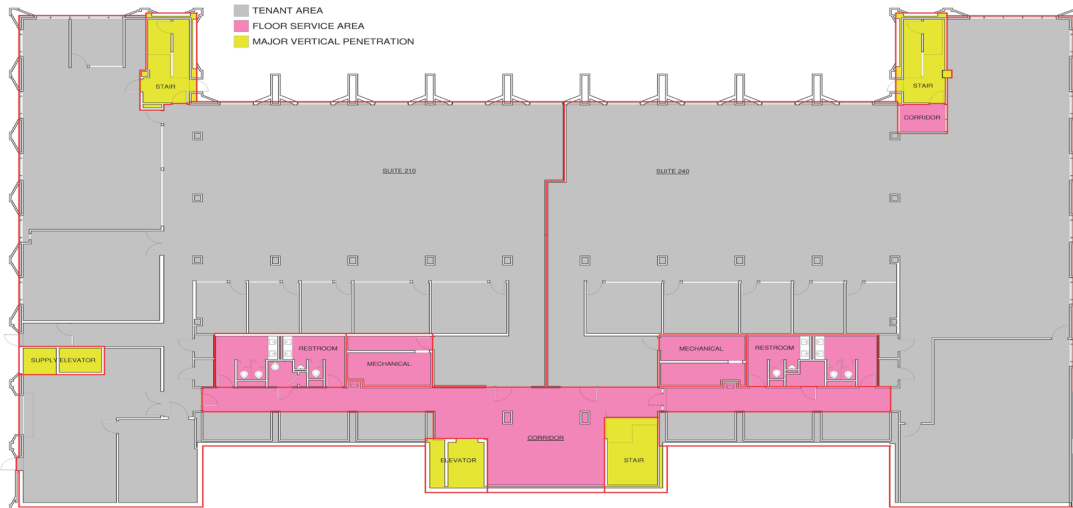 TENANT AREA
FLOOR SERVICE AREA
MAJOR VERTICAL PENETRATION
STAIR
STAIR
CORRIDOR
SUITE 210
SUITE 240
SUPPLY ELEVATOR
RESTROOM
MECHANICAL
MECHANICAL
RESTROOM
CORRIDOR
ELEVATOR
STAIR